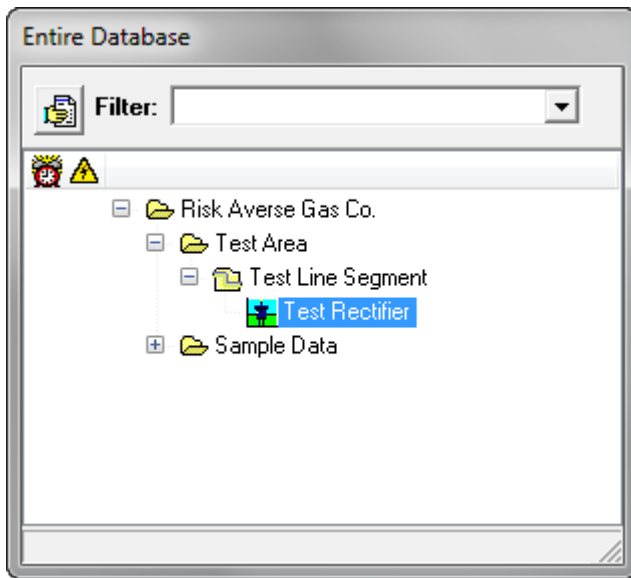 Entire Database
Filter:
Risk Averse Gas Co.
Test Area
Test Line Segment
Test Rectifier
Sample Data